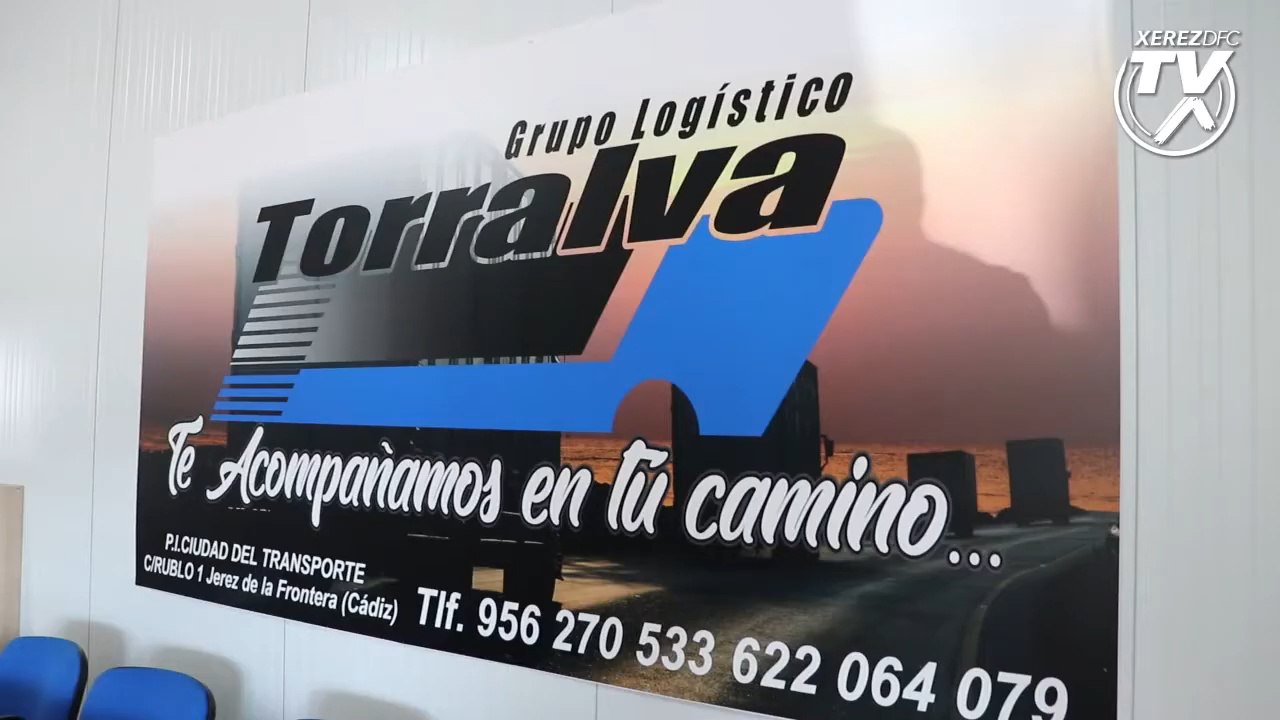 XEREZDFC
TV
X
Grupo Logístico
Torralva
Te Acompañamos en tú camino...
P.I.CIUDAD DEL TRANSPORTE
C/RUBLO 1 Jerez de la Frontera (Cádiz)
Tlf. 956 270 533 622 064 079